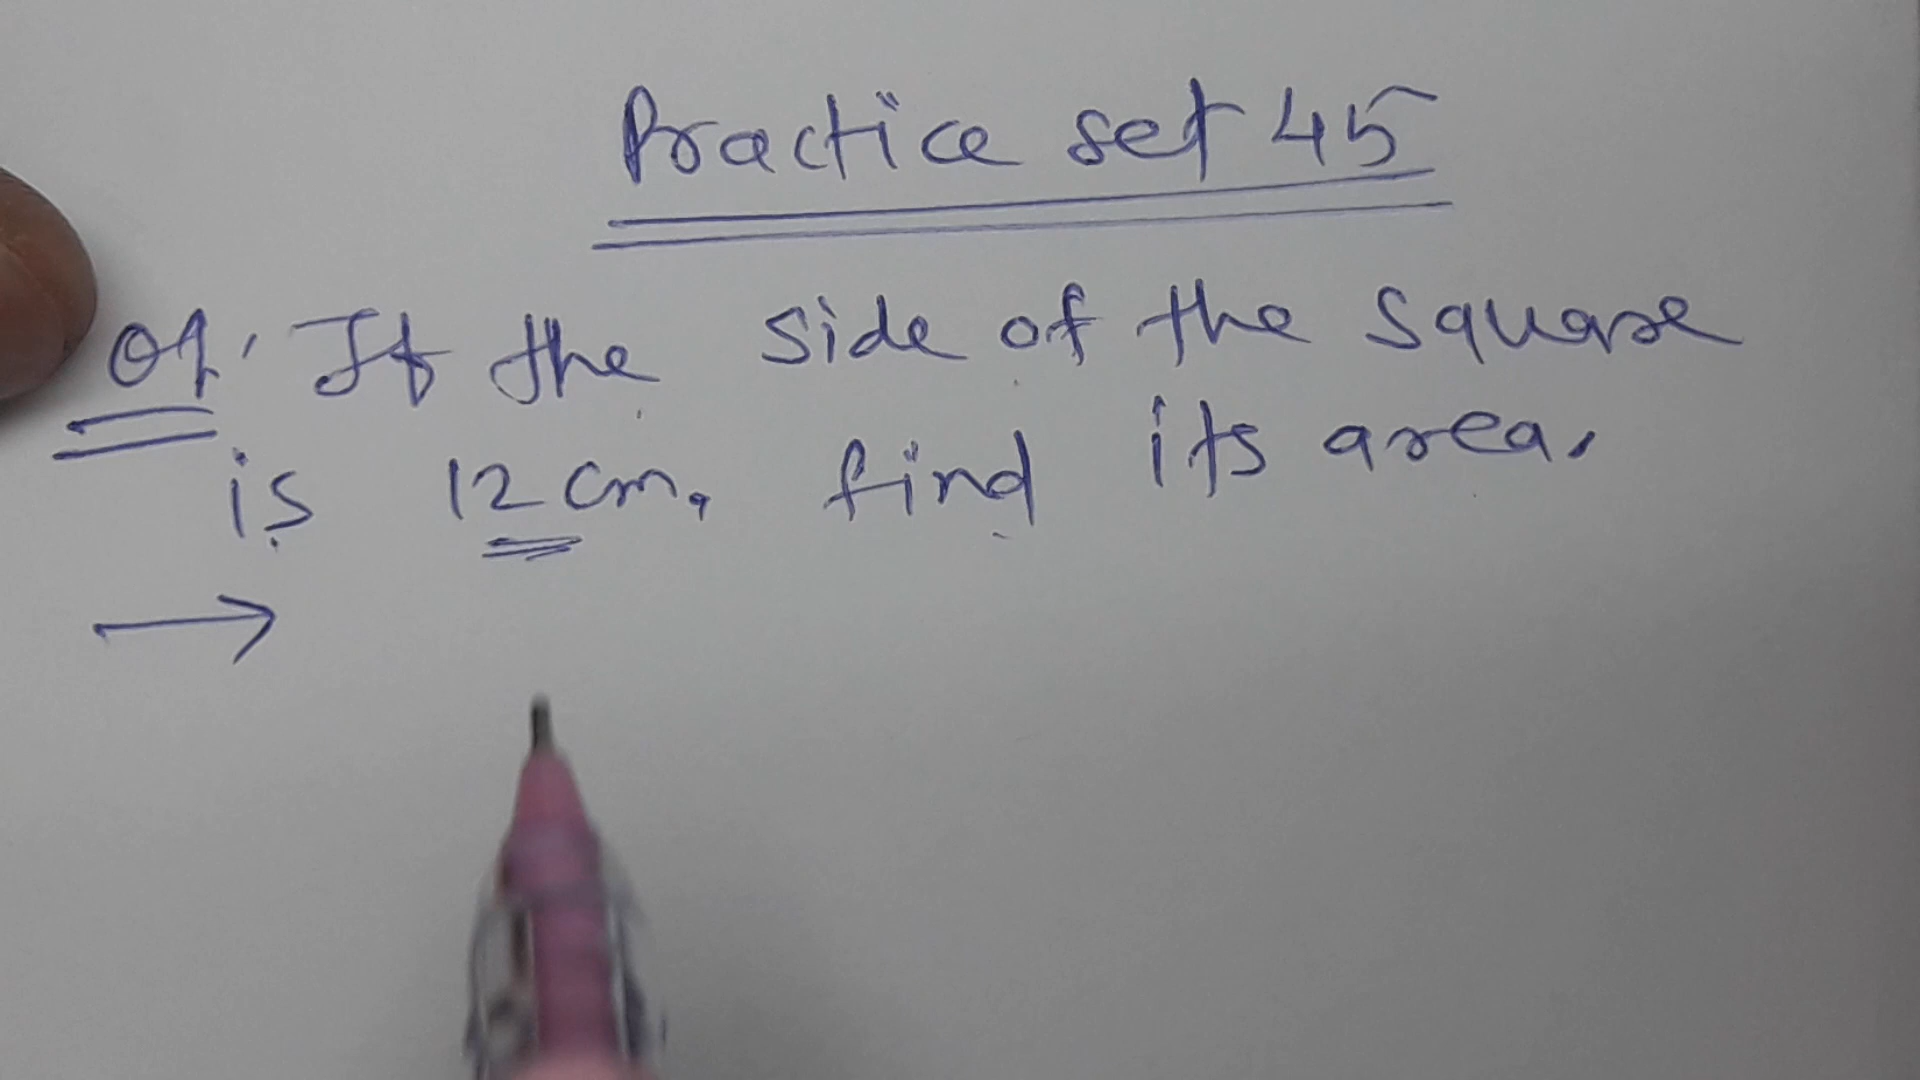 Practice set 45
Q1. If the side of the square
is 12 cm, find its area.